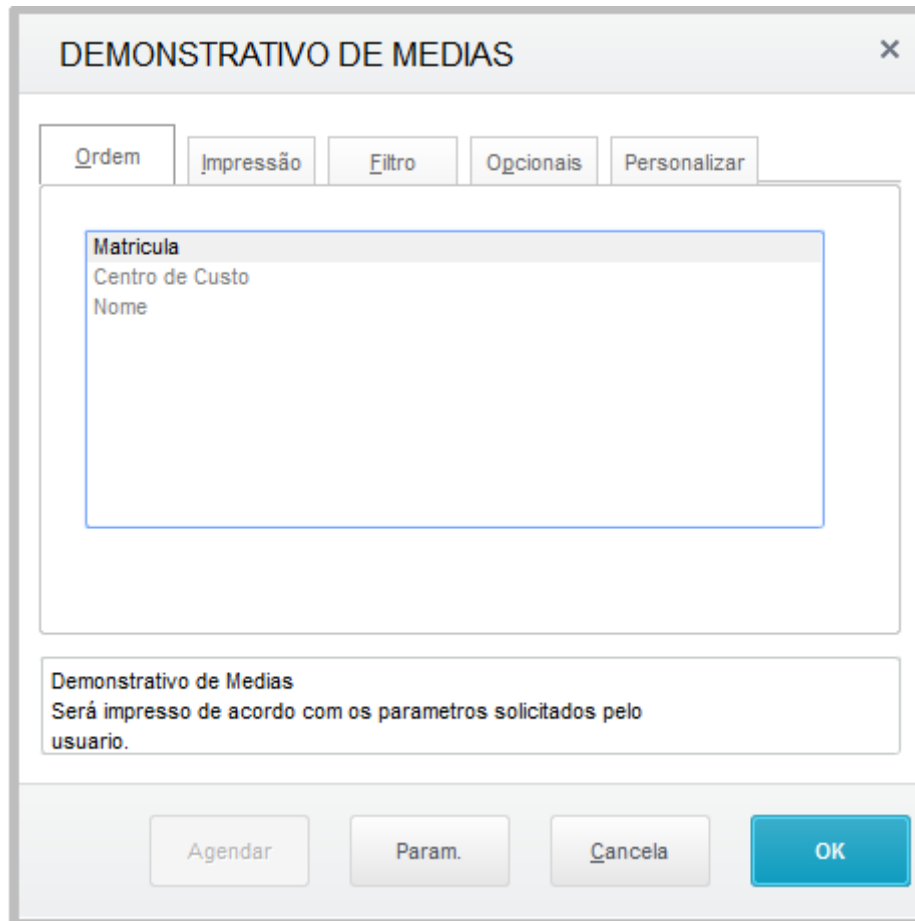 DEMONSTRATIVO DE MEDIAS
Ordem
Impressão
Filtro
Opcionais
Personalizar
Matricula
Centro de Custo
Nome
Demonstrativo de Medias
Será impresso de acordo com os parametros solicitados pelo
usuario.
Agendar
Param.
Cancela
OK